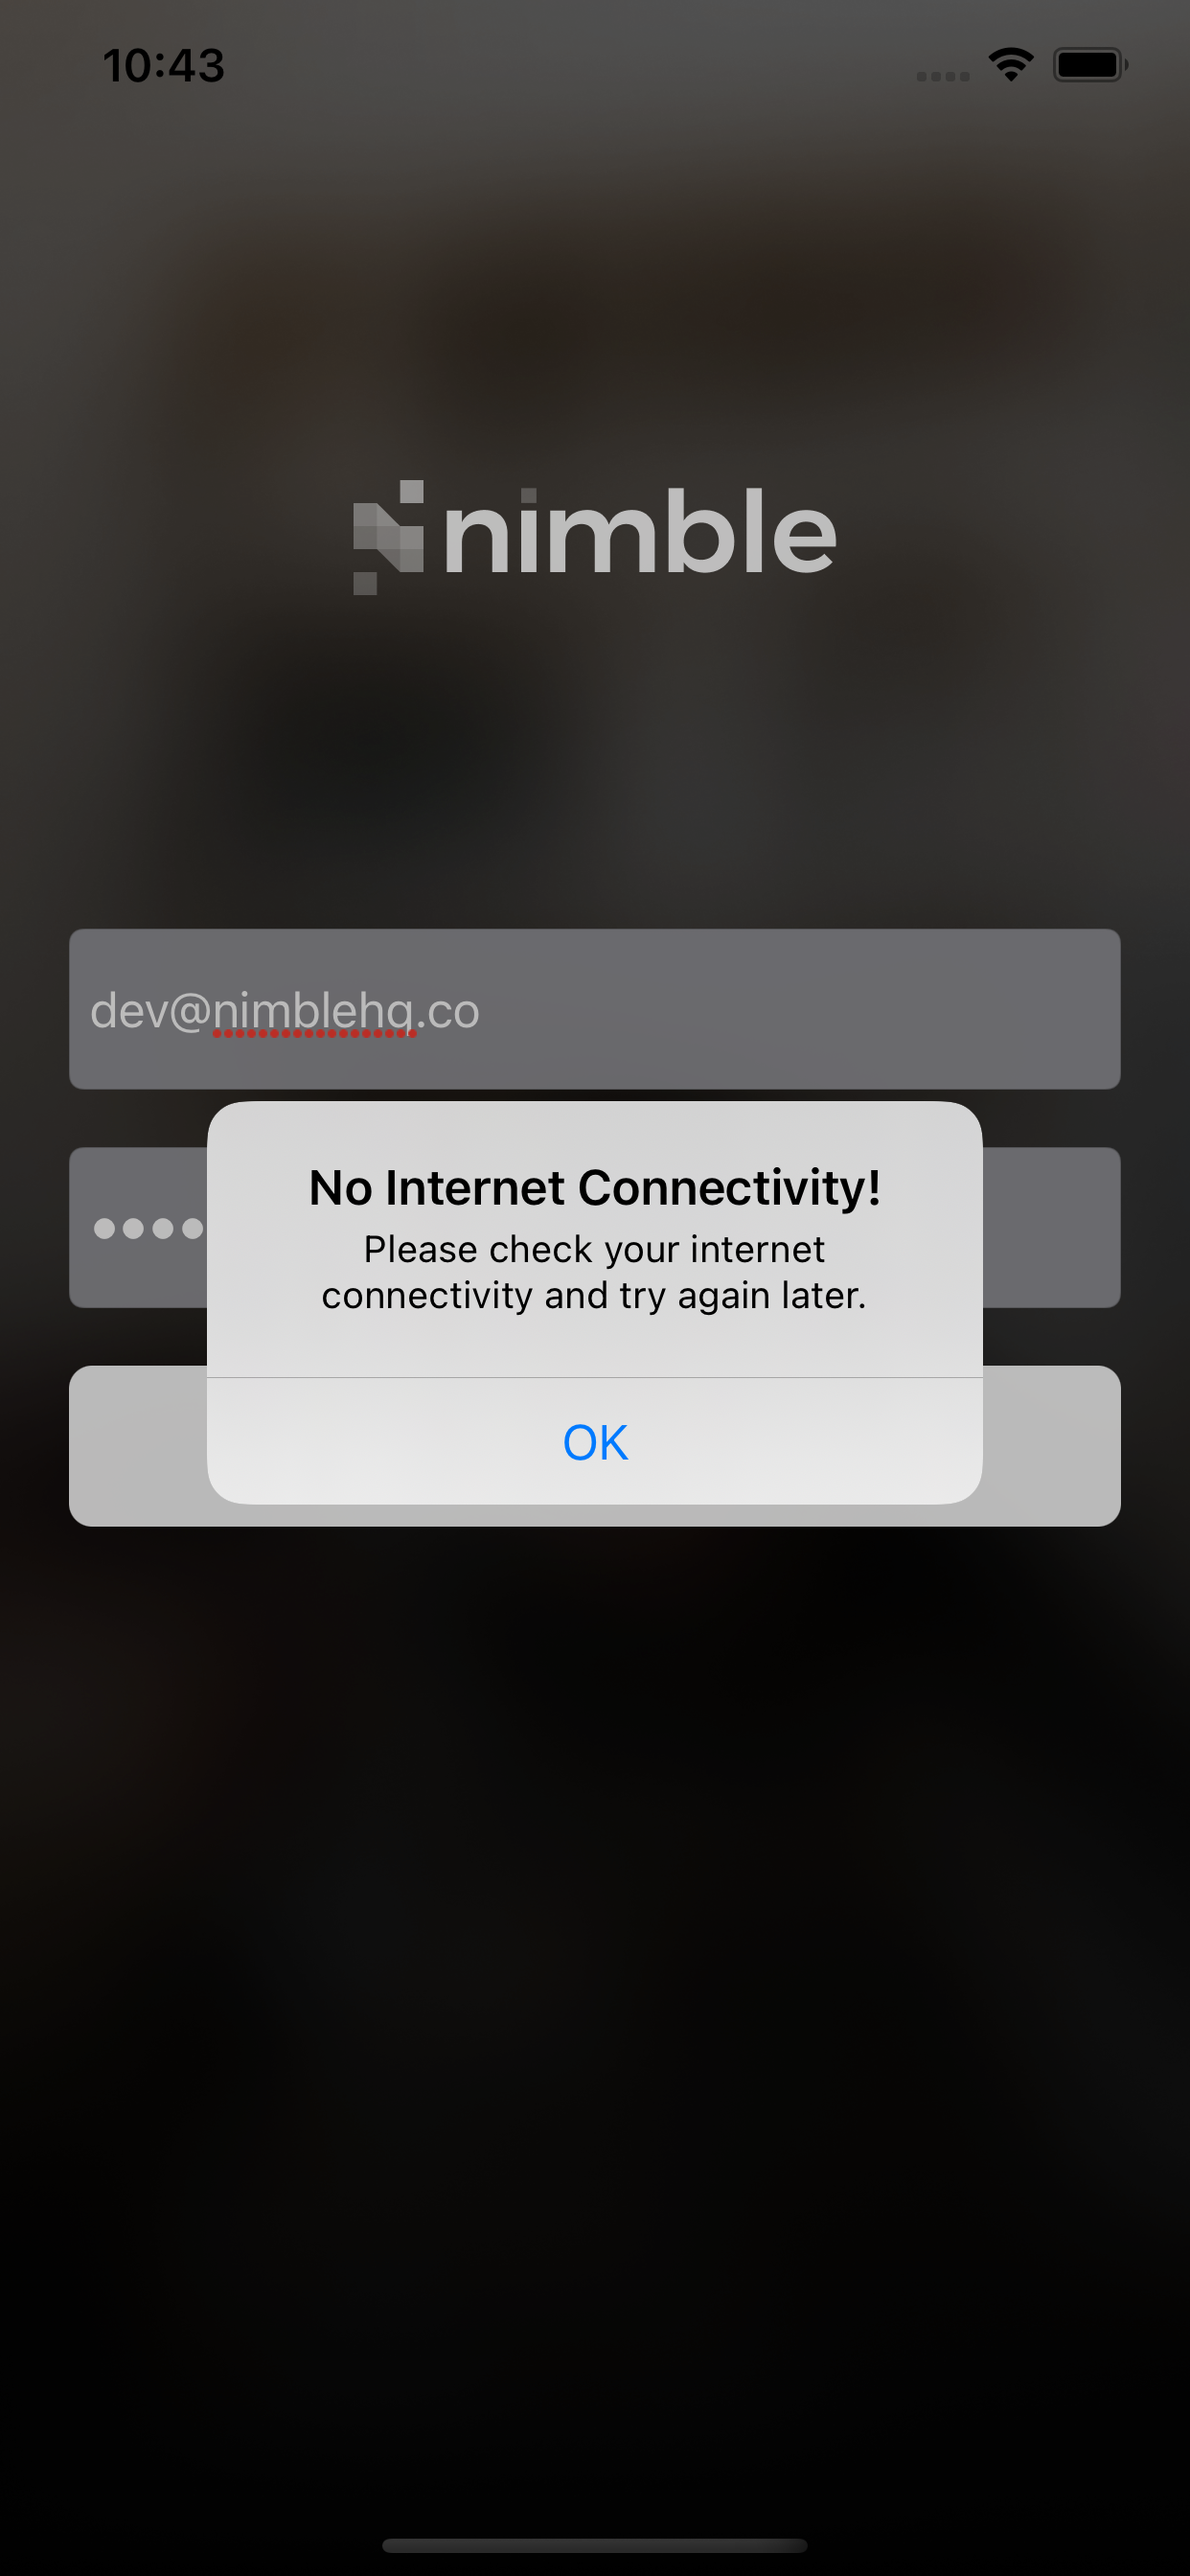 10:43
nimble
dev@nimblehq.co
No Internet Connectivity!
Please check your internet
connectivity and try again later.
OK